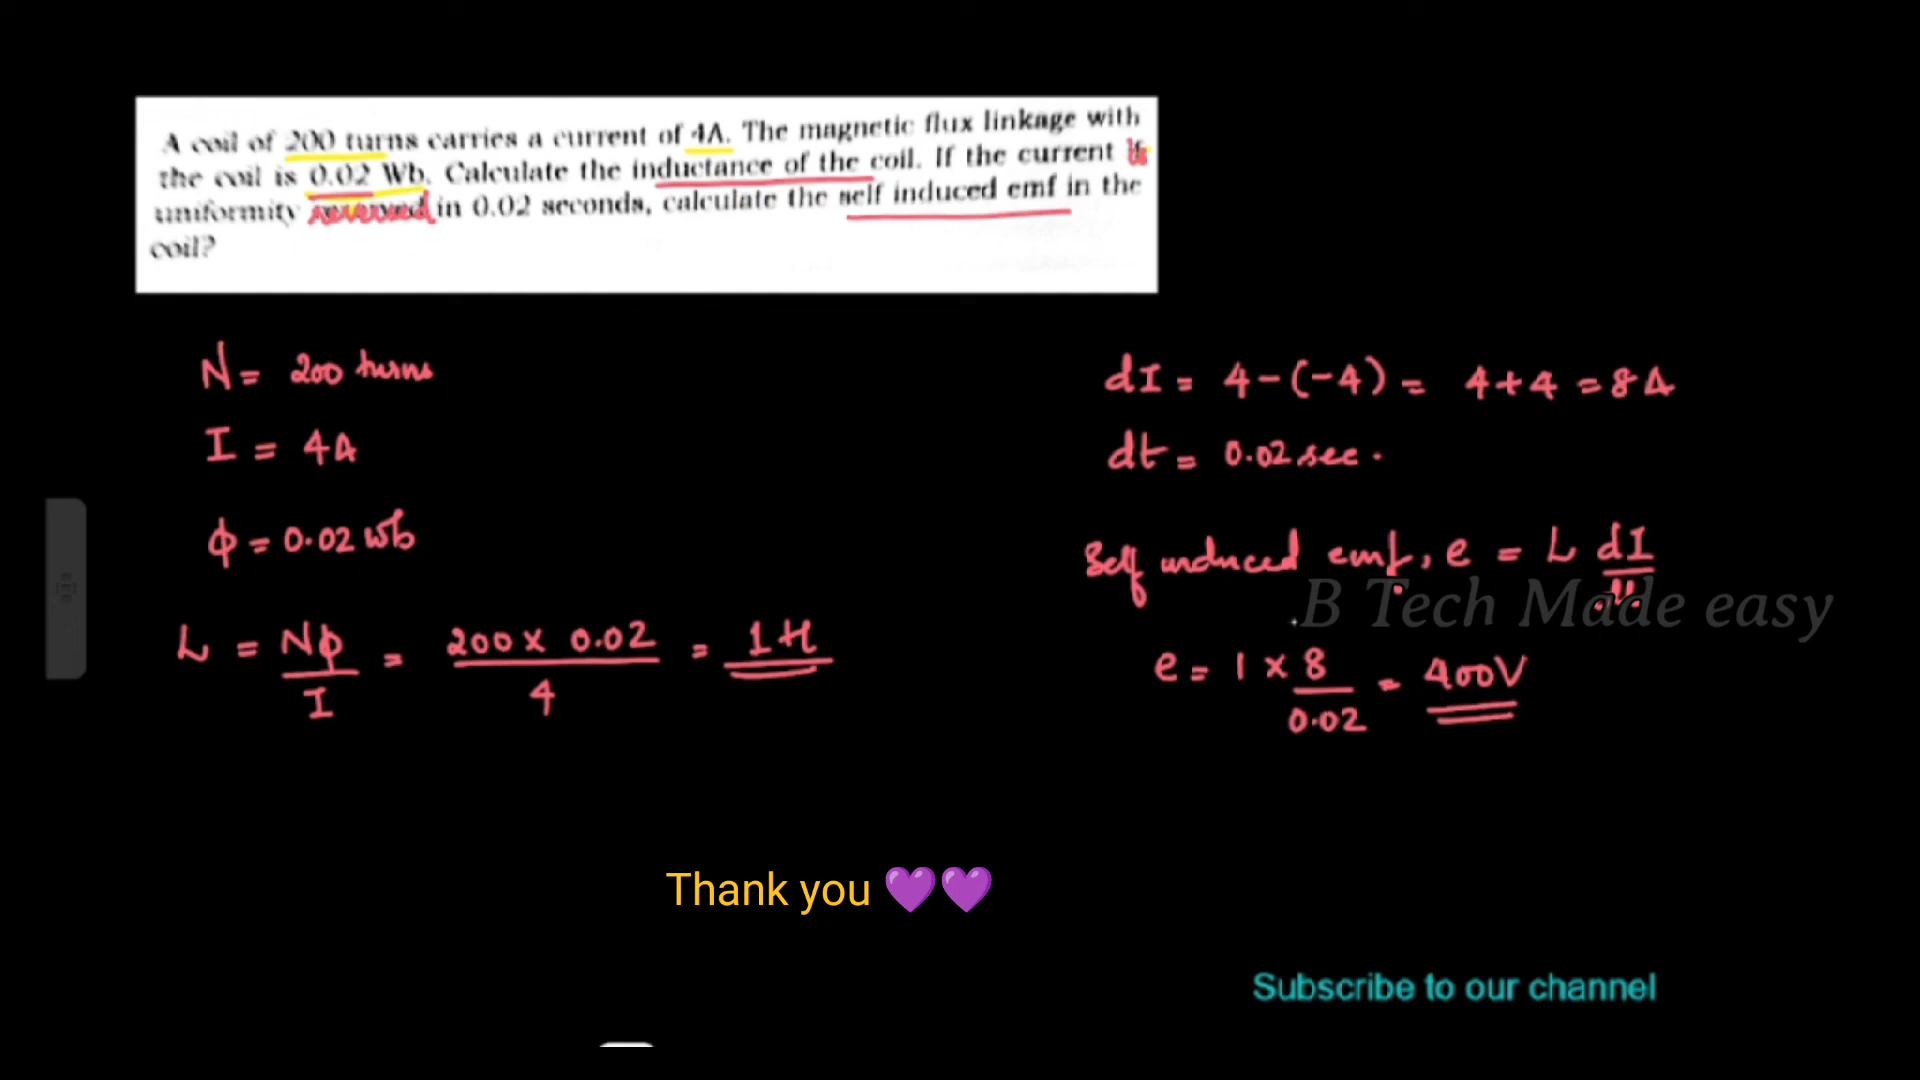 A coil of 200 turns carries a current of 4A. The magnetic flux linkage with
the coil is 0.02 Wb. Calculate the inductance of the coil. If the current is
uniformity reversed in 0.02 seconds, calculate the self induced emf in the
coil?
N = 200 turns
I = 4A
ϕ = 0.02 wb
L = Nϕ/I = 200 x 0.02/4 = 1H
dI = 4-(-4) = 4+4 = 8A
dt = 0.02 sec.
Self induced emf, e = L dI/dt
B Tech Made easy
e = 1 x 8/0.02 = 400V
Thank you 💜💜
Subscribe to our channel